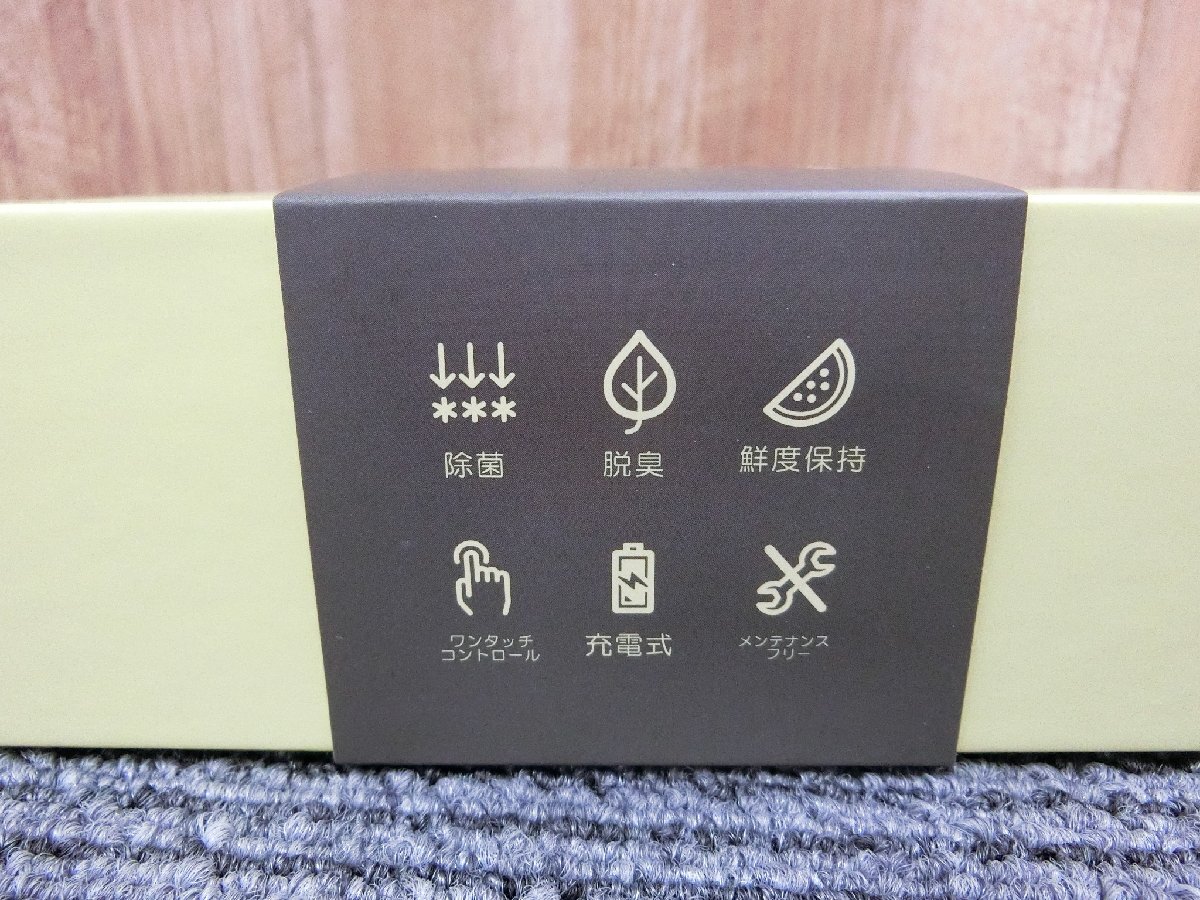 除菌
脱臭
鮮度保持
ワンタッチ
コントロール
充電式
メンテナンス
フリー